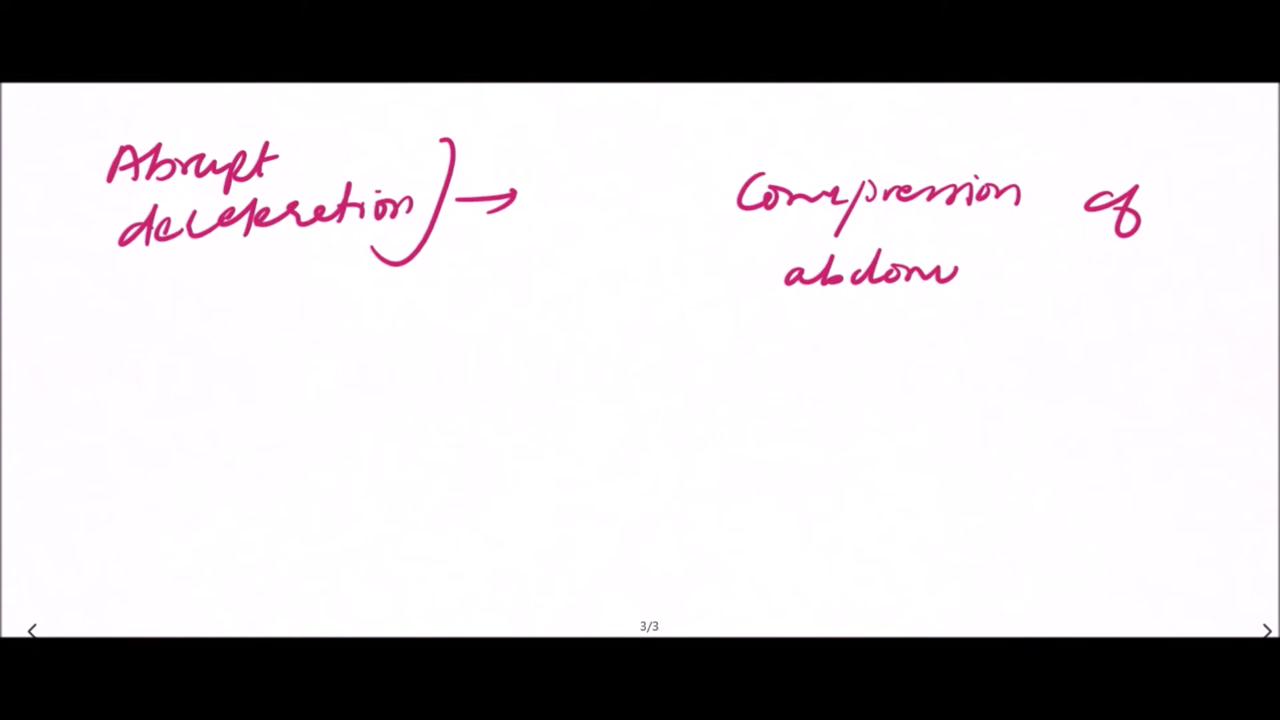 Abrupt
deceleration →
Compression of
abdom
3/3